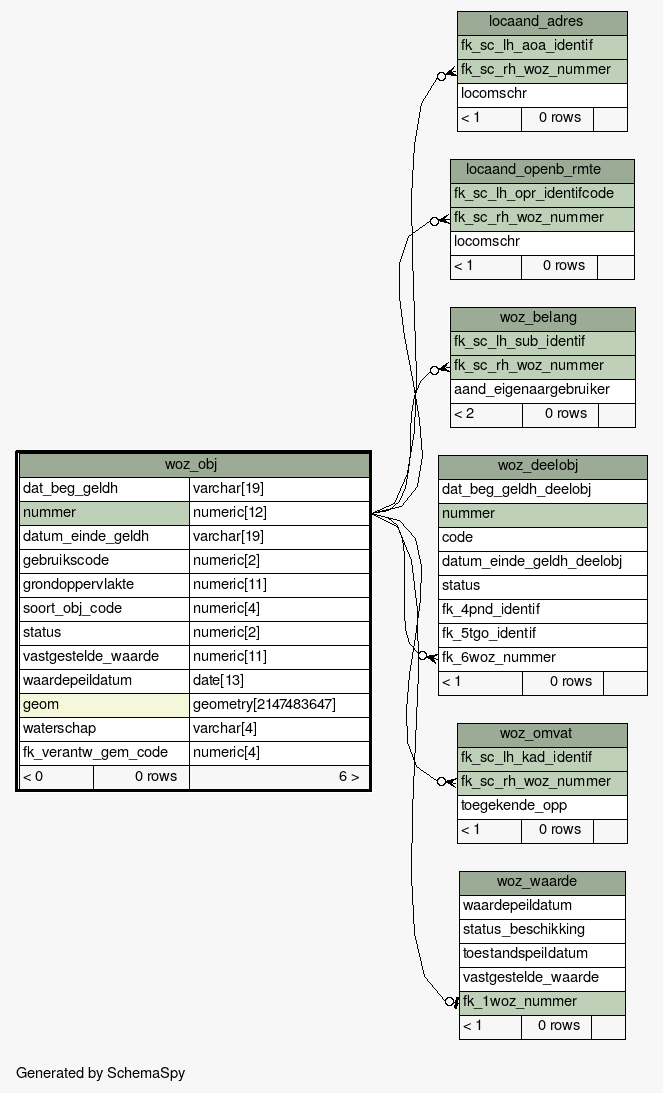 locaand_adres
fk_sc_lh_aoa_identif
fk_sc_rh_woz_nummer
locomschr
< 1 0 rows
locaand_openb_rmte
fk_sc_lh_opr_identifcode
fk_sc_rh_woz_nummer
locomschr
< 1 0 rows
woz_belang
fk_sc_lh_sub_identif
fk_sc_rh_woz_nummer
aand_eigenaargebruiker
< 2 0 rows
woz_obj
dat_beg_geldh varchar[19]
nummer numeric[12]
datum_einde_geldh varchar[19]
gebruikscode numeric[2]
grondoppervlakte numeric[11]
soort_obj_code numeric[4]
status numeric[2]
vastgestelde_waarde numeric[11]
waardepeildatum date[13]
geom geometry[2147483647]
waterschap varchar[4]
fk_verantw_gem_code numeric[4]
< 0 0 rows 6 >
woz_deelobj
dat_beg_geldh_deelobj
nummer
code
datum_einde_geldh_deelobj
status
fk_4pnd_identif
fk_5tgo_identif
fk_6woz_nummer
< 1 0 rows
woz_omvat
fk_sc_lh_kad_identif
fk_sc_rh_woz_nummer
toegekende_opp
< 1 0 rows
woz_waarde
waardepeildatum
status_beschikking
toestandspeildatum
vastgestelde_waarde
fk_1woz_nummer
< 1 0 rows
Generated by SchemaSpy